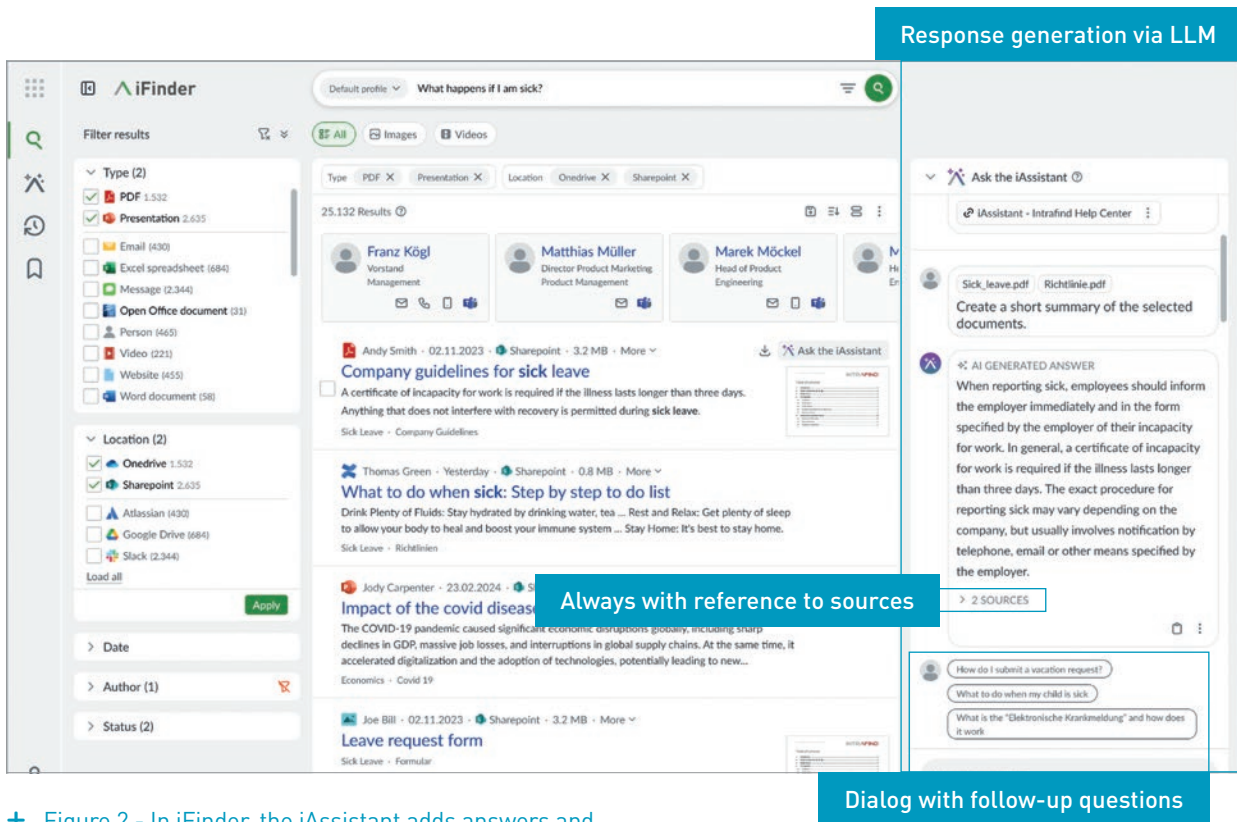 Response generation via LLM
iFinder
Default profile
What happens if I am sick?
Filter results
All
Images
Videos
Type (2)
PDF 1.532
Presentation 2.635
Email (430)
Excel spreadsheet (684)
Message (2.344)
Open Office document (31)
Person (465)
Video (221)
Website (455)
Word document (58)
Location (2)
Onedrive 1.532
Sharepoint 2.635
Atlassian (430)
Google Drive (684)
Slack (2.344)
Load all
Apply
Date
Author (1)
Status (2)
Type PDF X Presentation X Location Onedrive X Sharepoint X
25.132 Results
Franz Kögl
Vorstand
Management
Matthias Müller
Director Product Marketing
Product Management
Marek Möckel
Head of Product
Engineering
M
H
En
Andy Smith · 02.11.2023 · Sharepoint · 3.2 MB · More
Ask the iAssistant
Company guidelines for sick leave
A certificate of incapacity for work is required if the illness lasts longer than three days.
Anything that does not interfere with recovery is permitted during sick leave.
Sick Leave - Company Guidelines
INTRAFIND
Thomas Green · Yesterday · Sharepoint · 0.8 MB · More
What to do when sick: Step by step to do list
Drink Plenty of Fluids: Stay hydrated by drinking water, tea ... Rest and Relax: Get plenty of sleep
to allow your body to heal and boost your immune system ... Stay Home: It's best to stay home.
Sick Leave - Richtlinien
Jody Carpenter · 23.02.2024 · S
Impact of the covid disease
The COVID-19 pandemic caused significant economic disruptions globally, including sharp
declines in GDP, massive job losses, and interruptions in global supply chains. At the same time, it
accelerated digitalization and the adoption of technologies, potentially leading to new...
Economics - Covid 19
Joe Bill · 02.11.2023 · Sharepoint · 3.2 MB · More
Leave request form
Sick Leave - Formular
INTRAFIND
Ask the iAssistant
iAssistant - Intrafind Help Center
Sick_leave.pdf Richtlinie.pdf
Create a short summary of the selected
documents.
AI GENERATED ANSWER
When reporting sick, employees should inform
the employer immediately and in the form
specified by the employer of their incapacity
for work. In general, a certificate of incapacity
for work is required if the illness lasts longer
than three days. The exact procedure for
reporting sick may vary depending on the
company, but usually involves notification by
telephone, email or other means specified by
the employer.
> 2 SOURCES
Always with reference to sources
How do I submit a vacation request?
What to do when my child is sick
What is the "Elektronische Krankmeldung" and how does
it work
Dialog with follow-up questions
+ Figure 2 - In iFinder, the iAssistant adds answers and